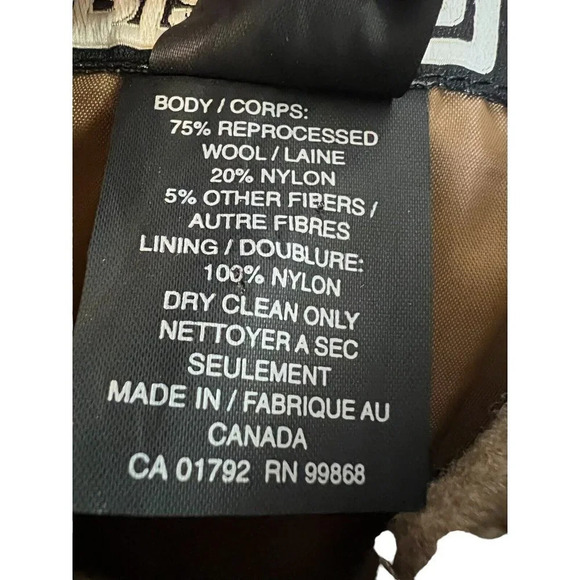 BODY / CORPS:
75% REPROCESSED
WOOL / LAINE
20% NYLON
5% OTHER FIBERS /
AUTRE FIBRES
LINING / DOUBLURE:
100% NYLON
DRY CLEAN ONLY
NETTOYER A SEC
SEULEMENT
MADE IN / FABRIQUE AU
CANADA
CA 01792 RN 99868